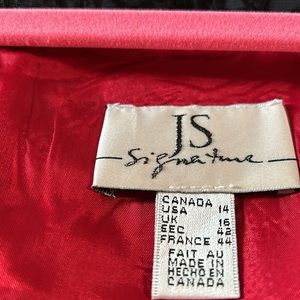 JS
Signature
CANADA
USA 14
UK 16
EEC 42
FRANCE 44
FAIT AU
MADE IN
HECHO EN
CANADA